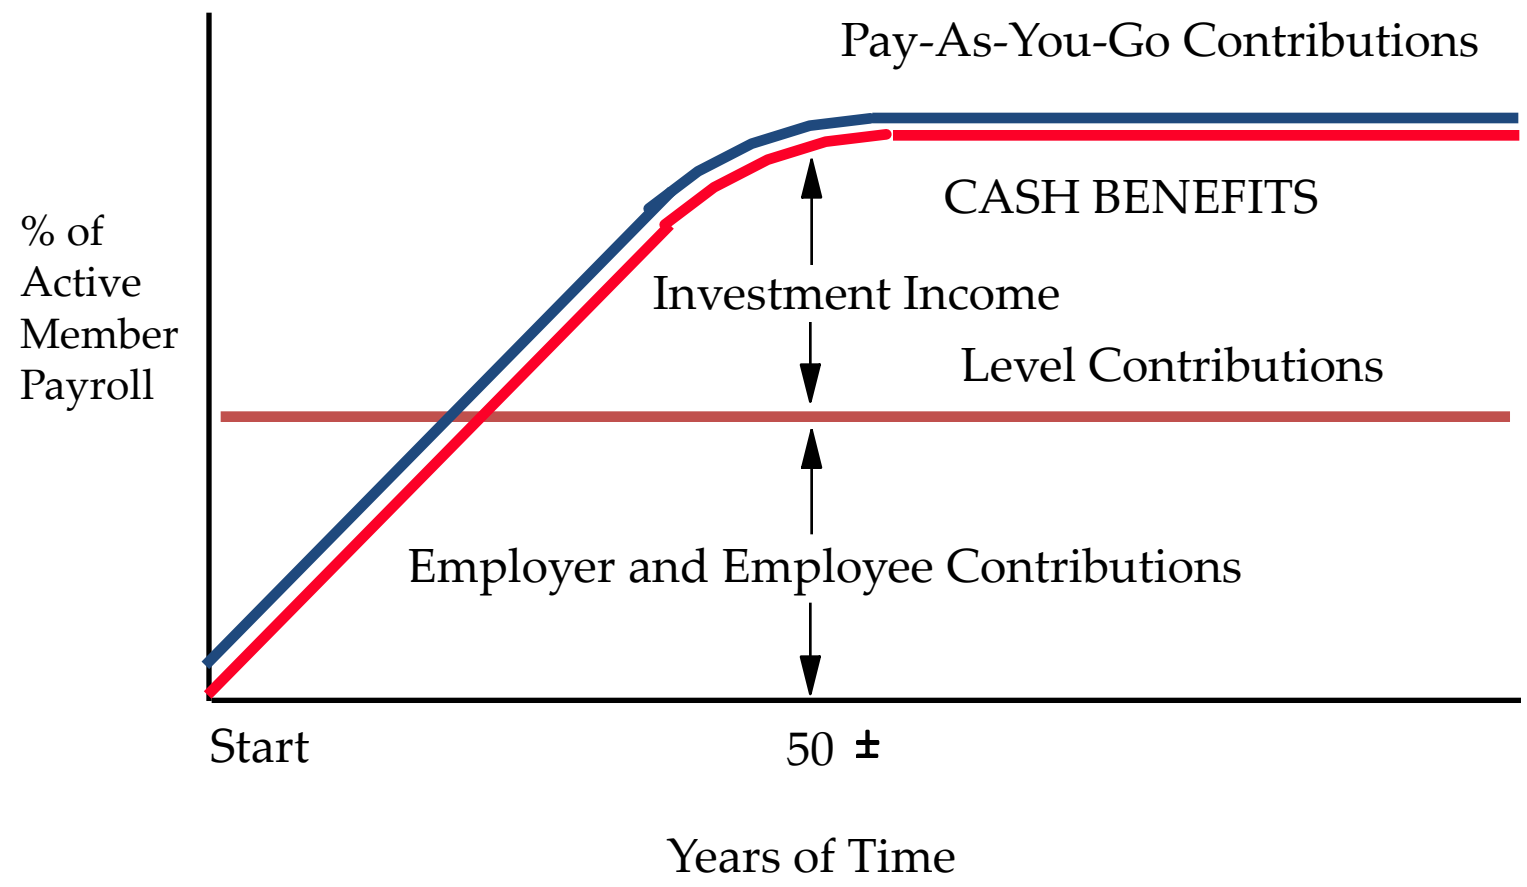 Pay-As-You-Go Contributions
CASH BENEFITS
% of
Active
Member
Payroll
Investment Income
Level Contributions
Employer and Employee Contributions
Start
50 ±
Years of Time